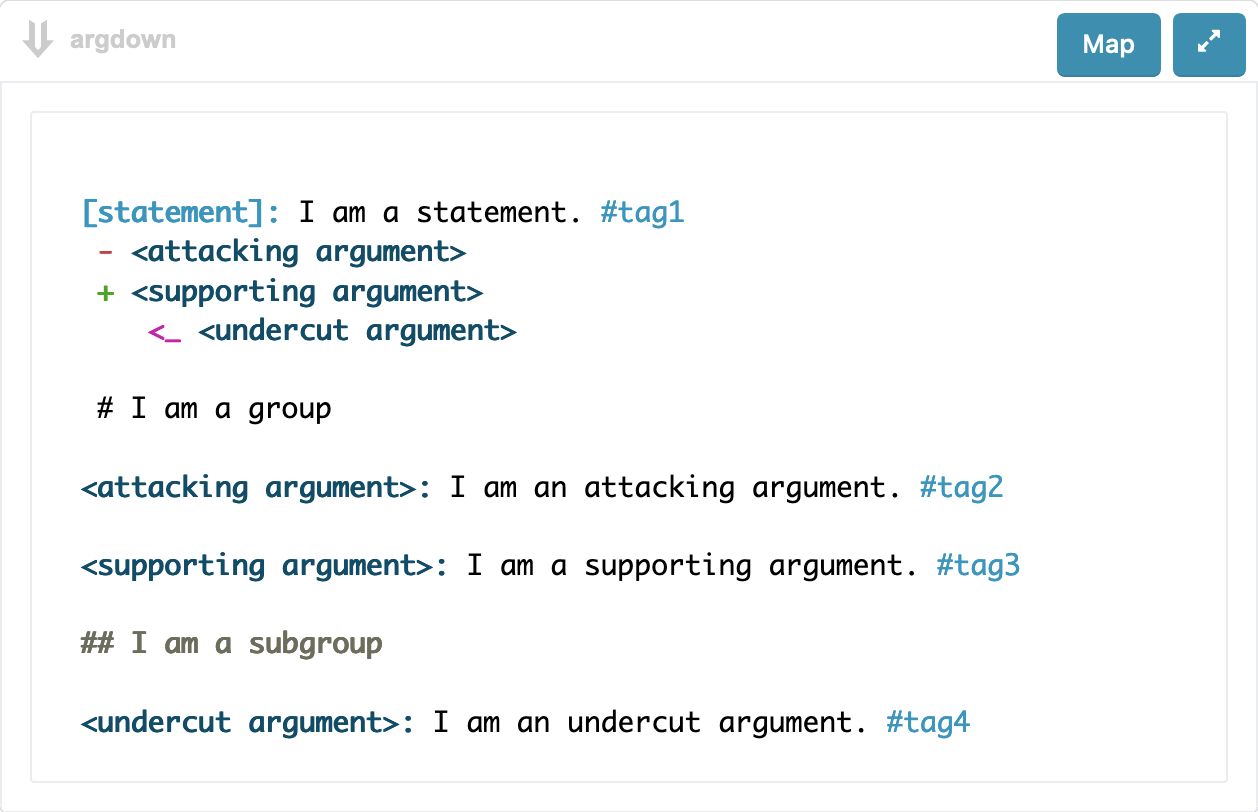 argdown
Map
[statement]: I am a statement. #tag1
- <attacking argument>
+ <supporting argument>
<_ <undercut argument>
# I am a group
<attacking argument>: I am an attacking argument. #tag2
<supporting argument>: I am a supporting argument. #tag3
## I am a subgroup
<undercut argument>: I am an undercut argument. #tag4